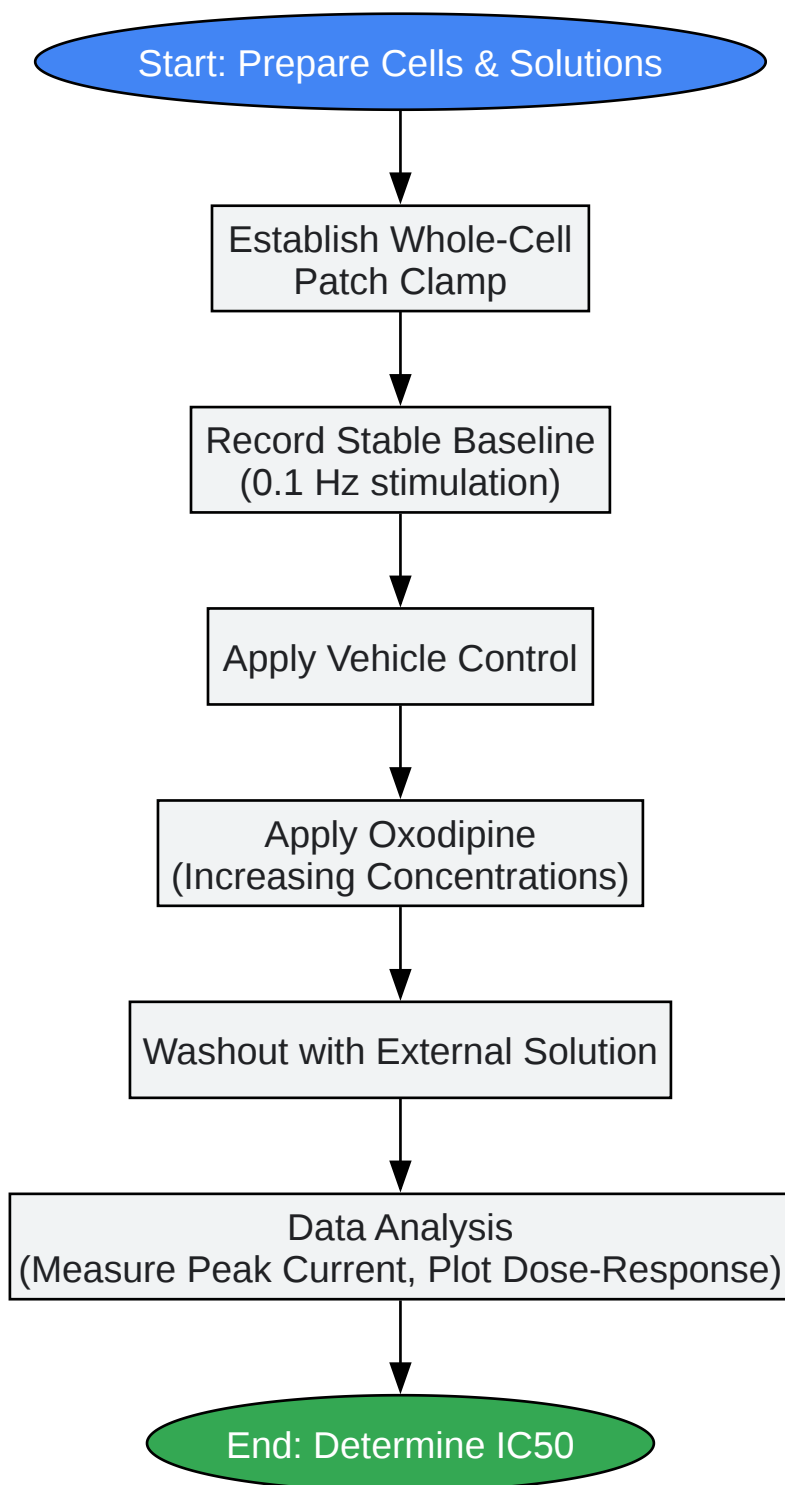 Start: Prepare Cells & Solutions
Establish Whole-Cell
Patch Clamp
Record Stable Baseline
(0.1 Hz stimulation)
Apply Vehicle Control
Apply Oxodipine
(Increasing Concentrations)
Washout with External Solution
Data Analysis
(Measure Peak Current, Plot Dose-Response)
End: Determine IC50